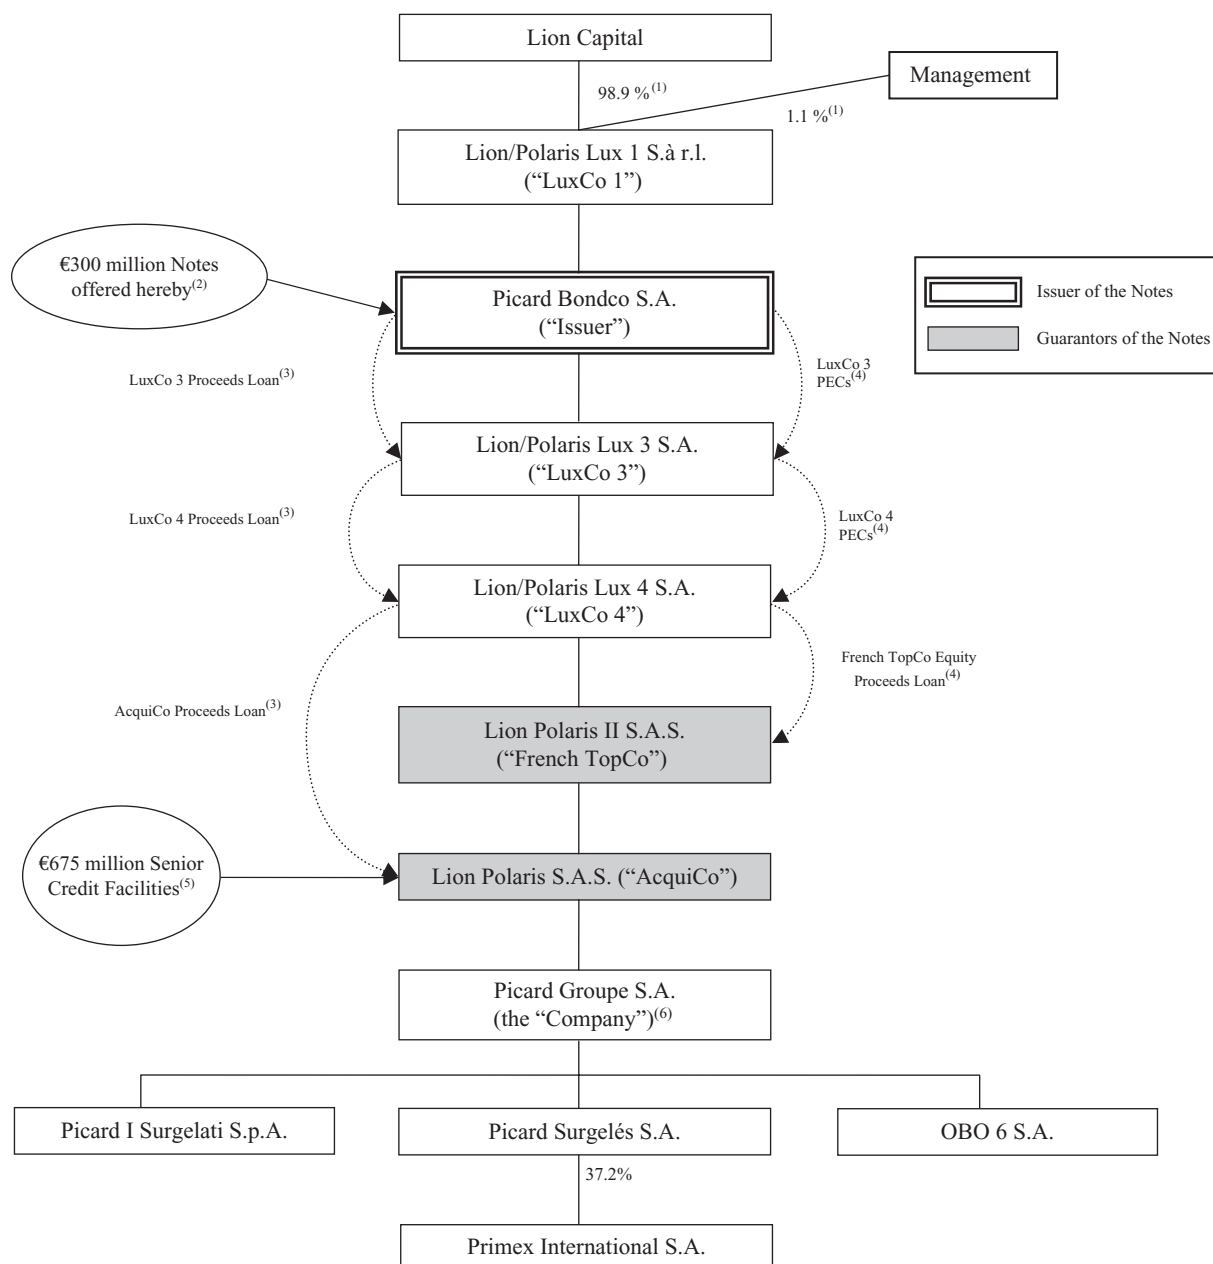 Lion Capital
Management
98.9 %(1)
1.1 %(1)
Lion/Polaris Lux 1 S.à r.l.
(“LuxCo 1”)
€300 million Notes
offered hereby(2)
Picard Bondco S.A.
(“Issuer”)
Issuer of the Notes
Guarantors of the Notes
LuxCo 3 Proceeds Loan(3)
LuxCo 3
PECs(4)
Lion/Polaris Lux 3 S.A.
(“LuxCo 3”)
LuxCo 4 Proceeds Loan(3)
LuxCo 4
PECs(4)
Lion/Polaris Lux 4 S.A.
(“LuxCo 4”)
French TopCo Equity
Proceeds Loan(4)
AcquiCo Proceeds Loan(3)
Lion Polaris II S.A.S.
(“French TopCo”)
€675 million Senior
Credit Facilities(5)
Lion Polaris S.A.S. (“AcquiCo”)
Picard Groupe S.A.
(the “Company”)(6)
Picard I Surgelati S.p.A.
Picard Surgelés S.A.
OBO 6 S.A.
37.2%
Primex International S.A.